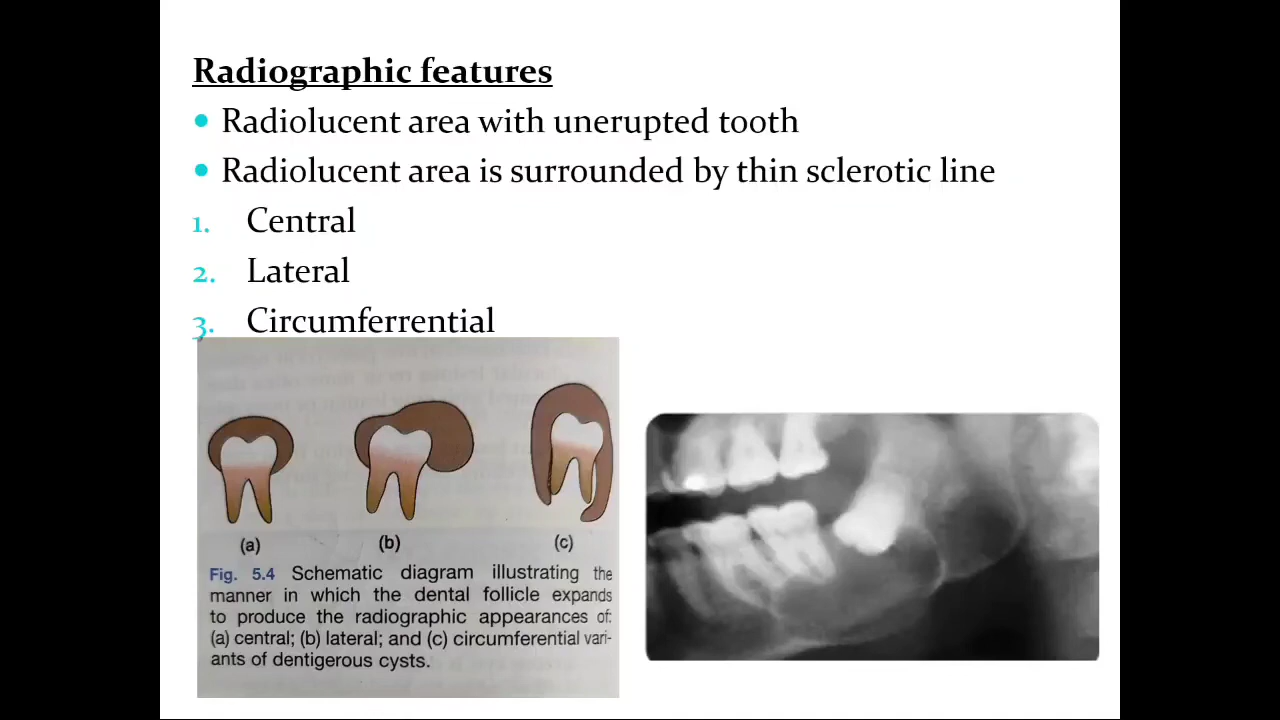 Radiographic features
• Radiolucent area with unerupted tooth
• Radiolucent area is surrounded by thin sclerotic line
1. Central
2. Lateral
3. Circumferrential
(a) (b) (c)
Fig. 5.4 Schematic diagram illustrating the
manner in which the dental follicle expands
to produce the radiographic appearances of:
(a) central; (b) lateral; and (c) circumferential vari-
ants of dentigerous cysts.